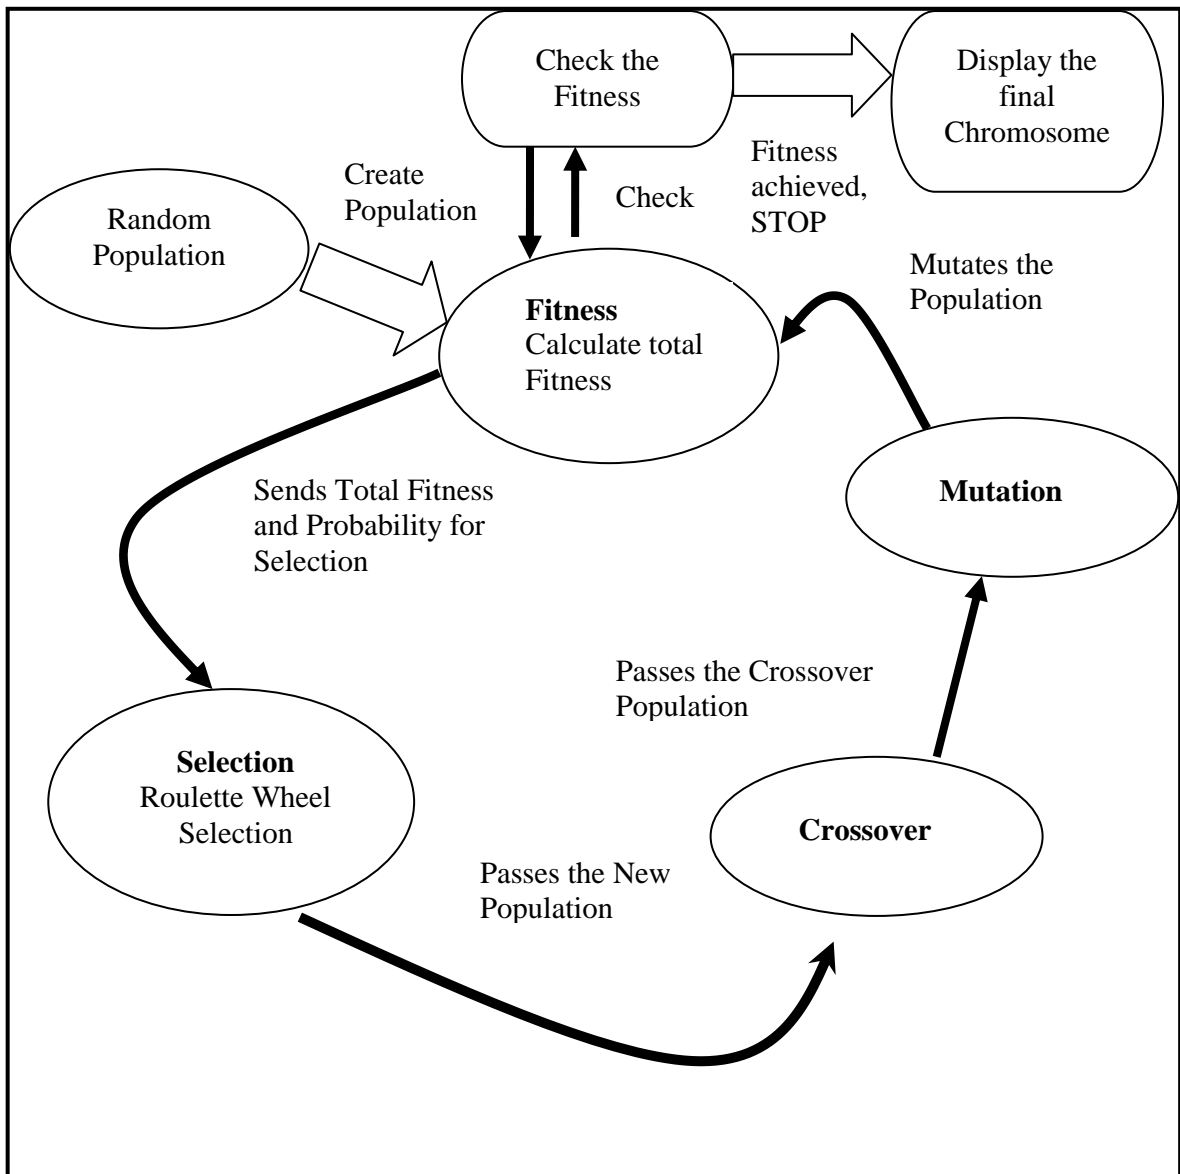 Check the
Fitness
Display the
final
Chromosome
Fitness
achieved,
STOP
Create
Population
Check
Random
Population
Mutates the
Population
Fitness
Calculate total
Fitness
Sends Total Fitness
and Probability for
Selection
Mutation
Passes the Crossover
Population
Selection
Roulette Wheel
Selection
Crossover
Passes the New
Population